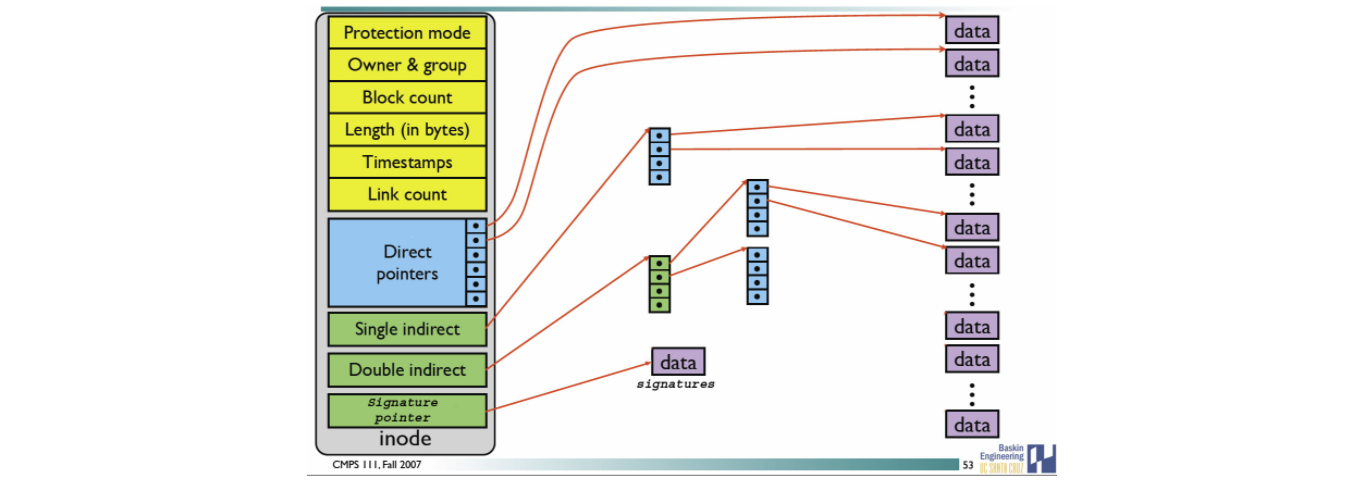 Protection mode
Owner & group
Block count
Length (in bytes)
Timestamps
Link count
Direct
pointers
Single indirect
Double indirect
Signature
pointer
inode
data
signatures
data
data
data
data
data
data
data
data
data
CMPS 111, Fall 2007
53
Baskin
Engineering
UC SANTA CRUZ